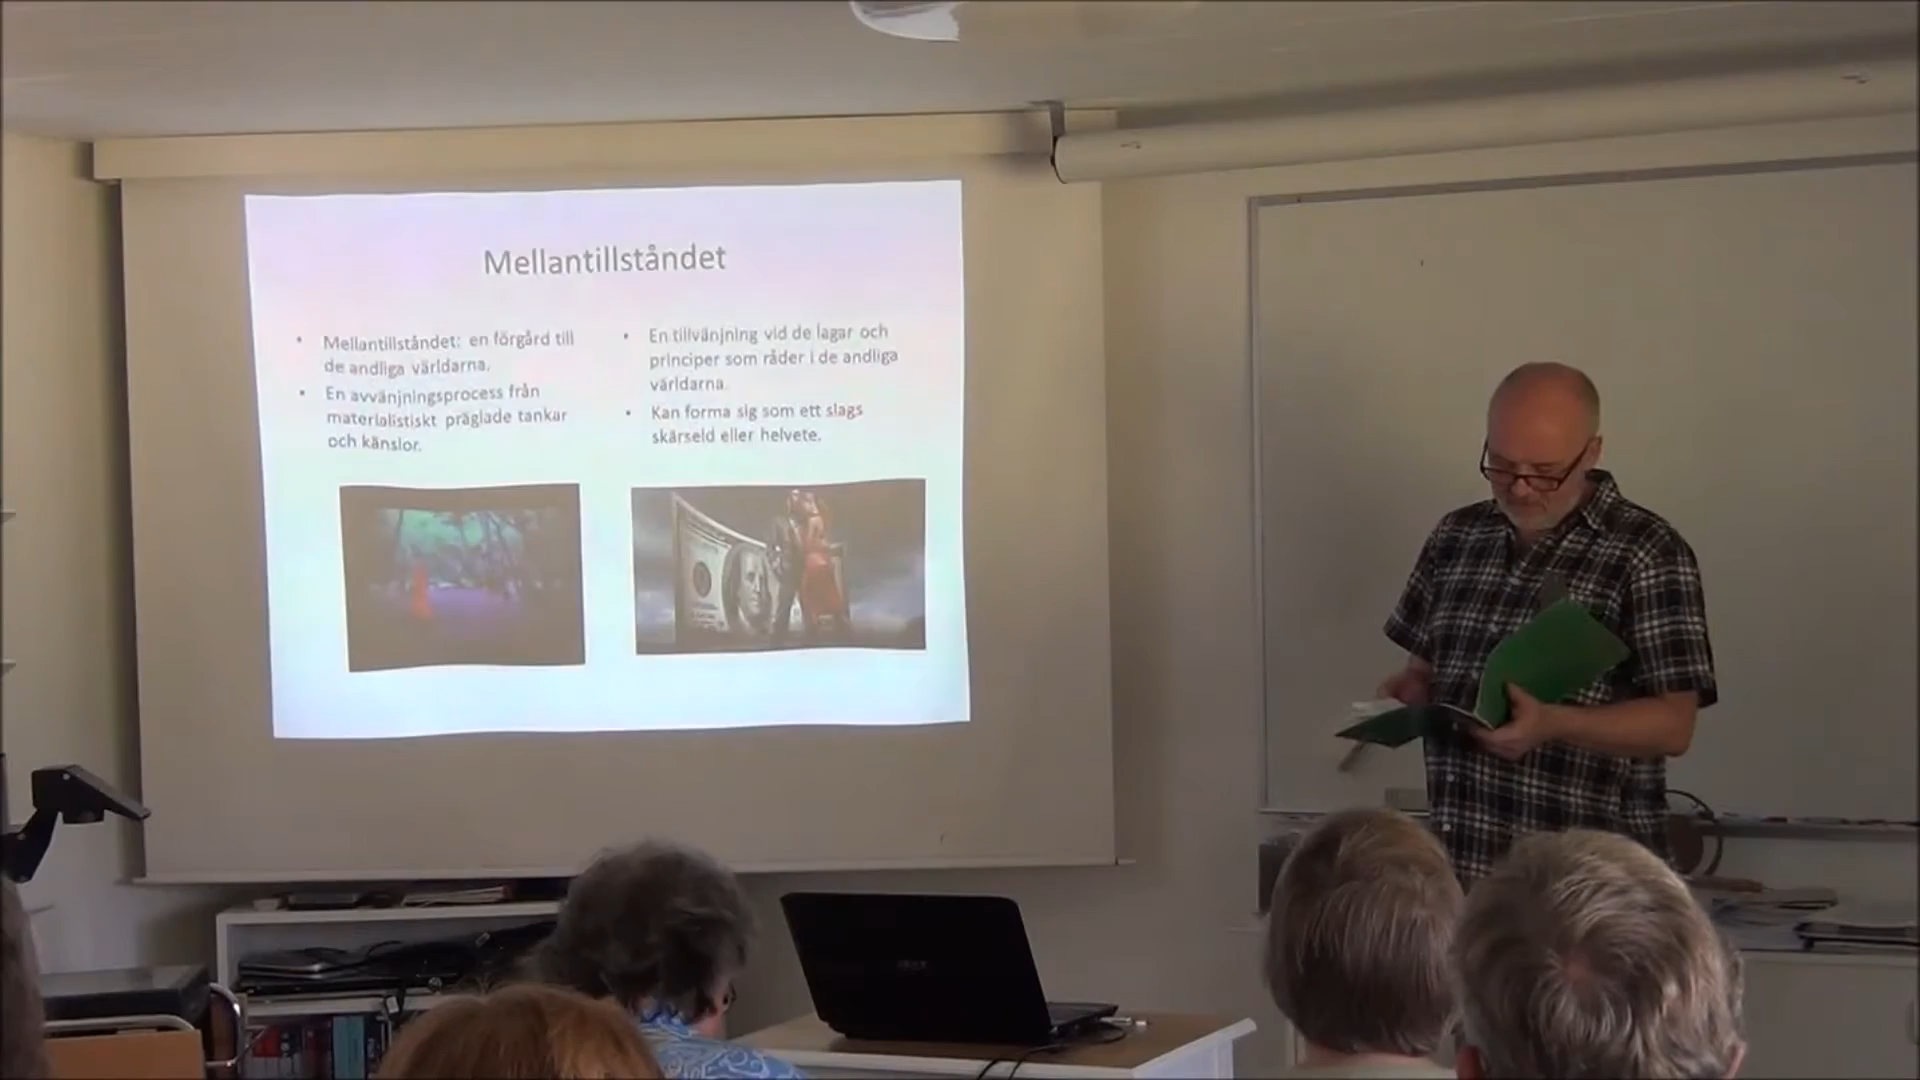 Mellantillståndet
Mellantillståndet: en förgård till
de andliga världarna.
En avvänjningsprocess från
materialistiskt präglade tankar
och känslor.
En tillvänjning vid de lagar och
principer som råder i de andliga
världarna.
Kan forma sig som ett slags
skärseld eller helvete.